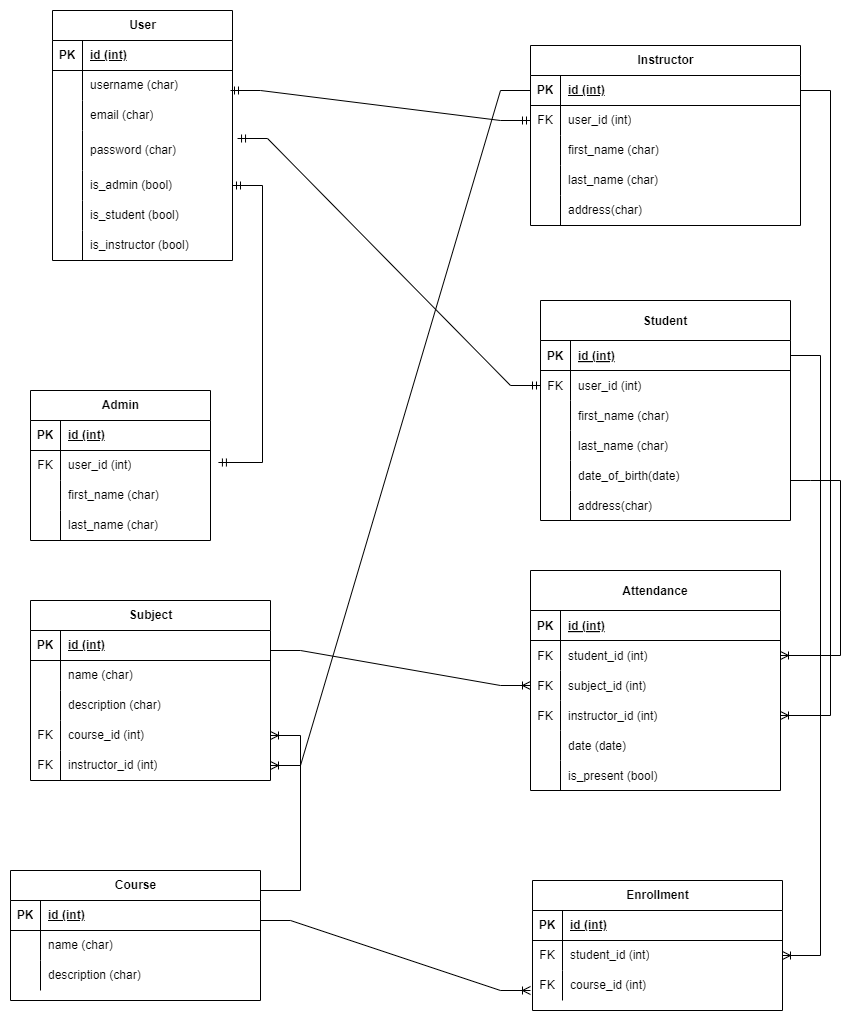 User
PK id (int)
username (char)
email (char)
password (char)
is_admin (bool)
is_student (bool)
is_instructor (bool)
Instructor
PK id (int)
FK user_id (int)
first_name (char)
last_name (char)
address(char)
Student
PK id (int)
FK user_id (int)
first_name (char)
last_name (char)
date_of_birth(date)
address(char)
Admin
PK id (int)
FK user_id (int)
first_name (char)
last_name (char)
Attendance
PK id (int)
FK student_id (int)
FK subject_id (int)
FK instructor_id (int)
date (date)
is_present (bool)
Subject
PK id (int)
name (char)
description (char)
FK course_id (int)
FK instructor_id (int)
Course
PK id (int)
name (char)
description (char)
Enrollment
PK id (int)
FK student_id (int)
FK course_id (int)